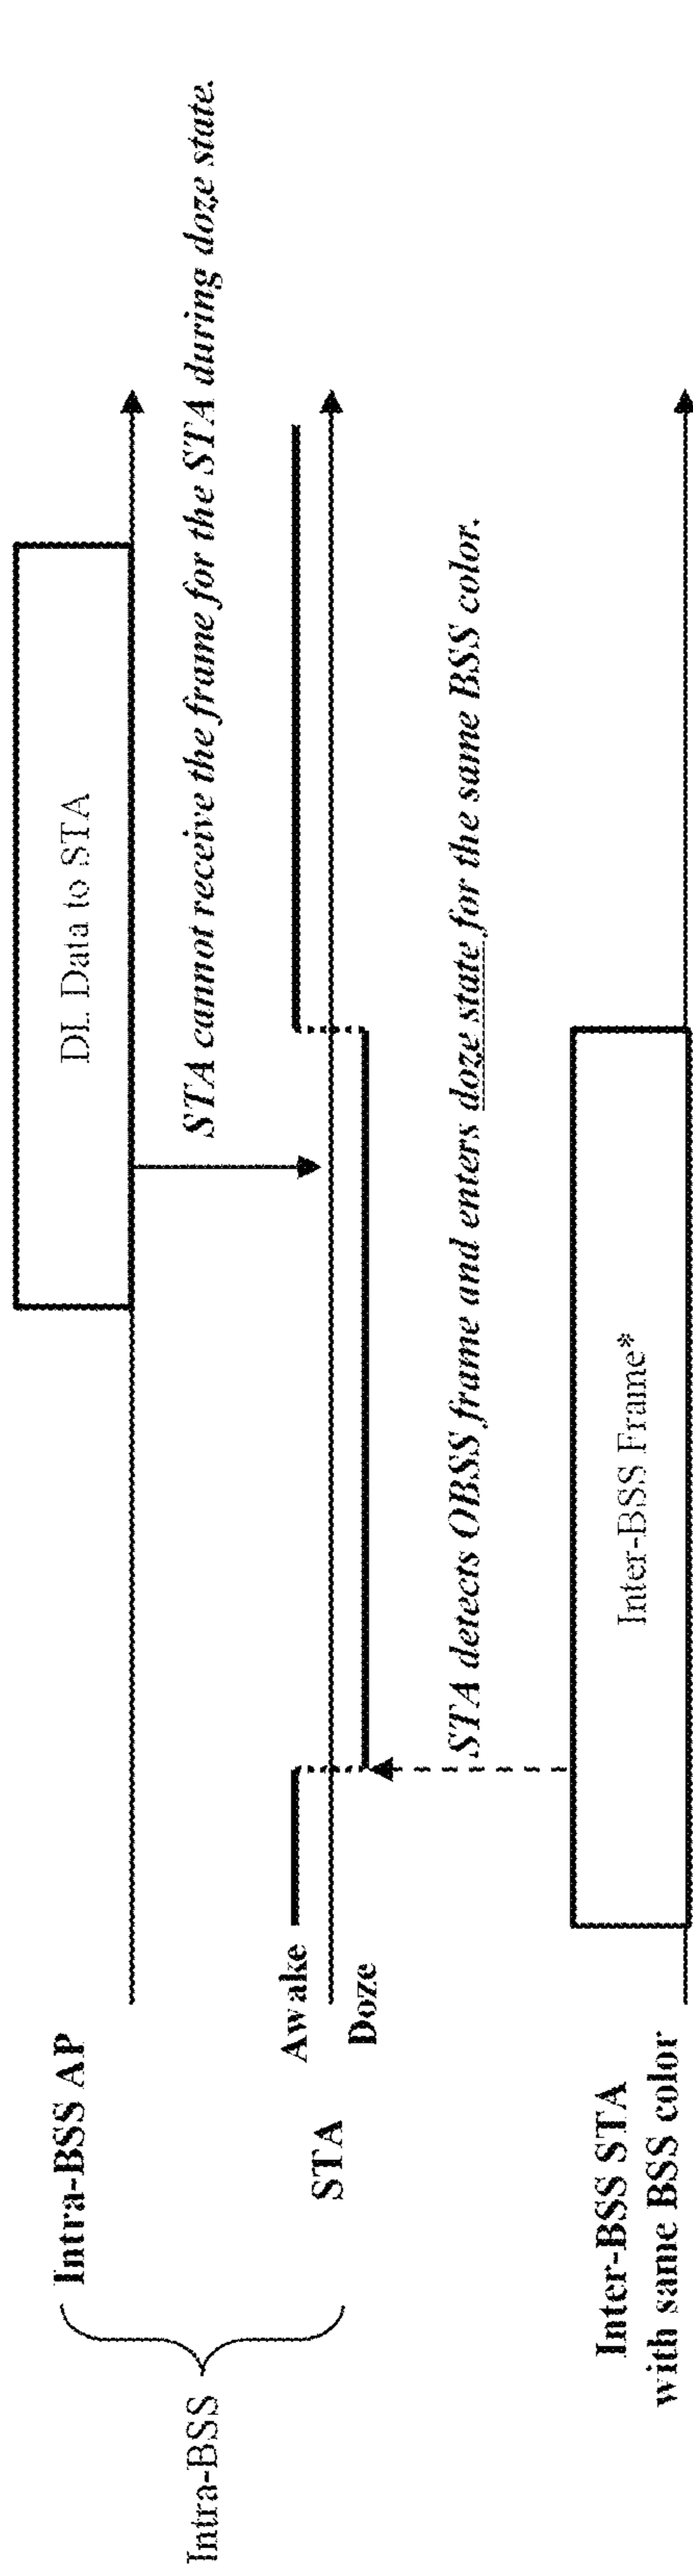 Intra-BSS
Intra-BSS AP
DL Data to STA
STA cannot receive the frame for the STA during doze state.
STA
Awake
Doze
STA detects OBSS frame and enters doze state for the same BSS color.
Inter-BSS STA
with same BSS color
Inter-BSS Frame*